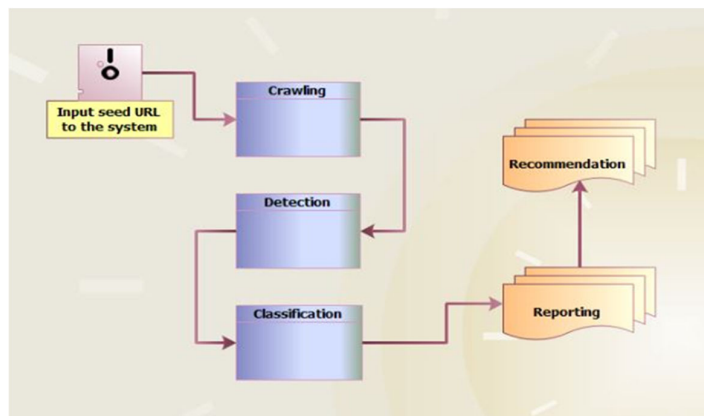 Input seed URL
to the system
Crawling
Detection
Classification
Reporting
Recommendation